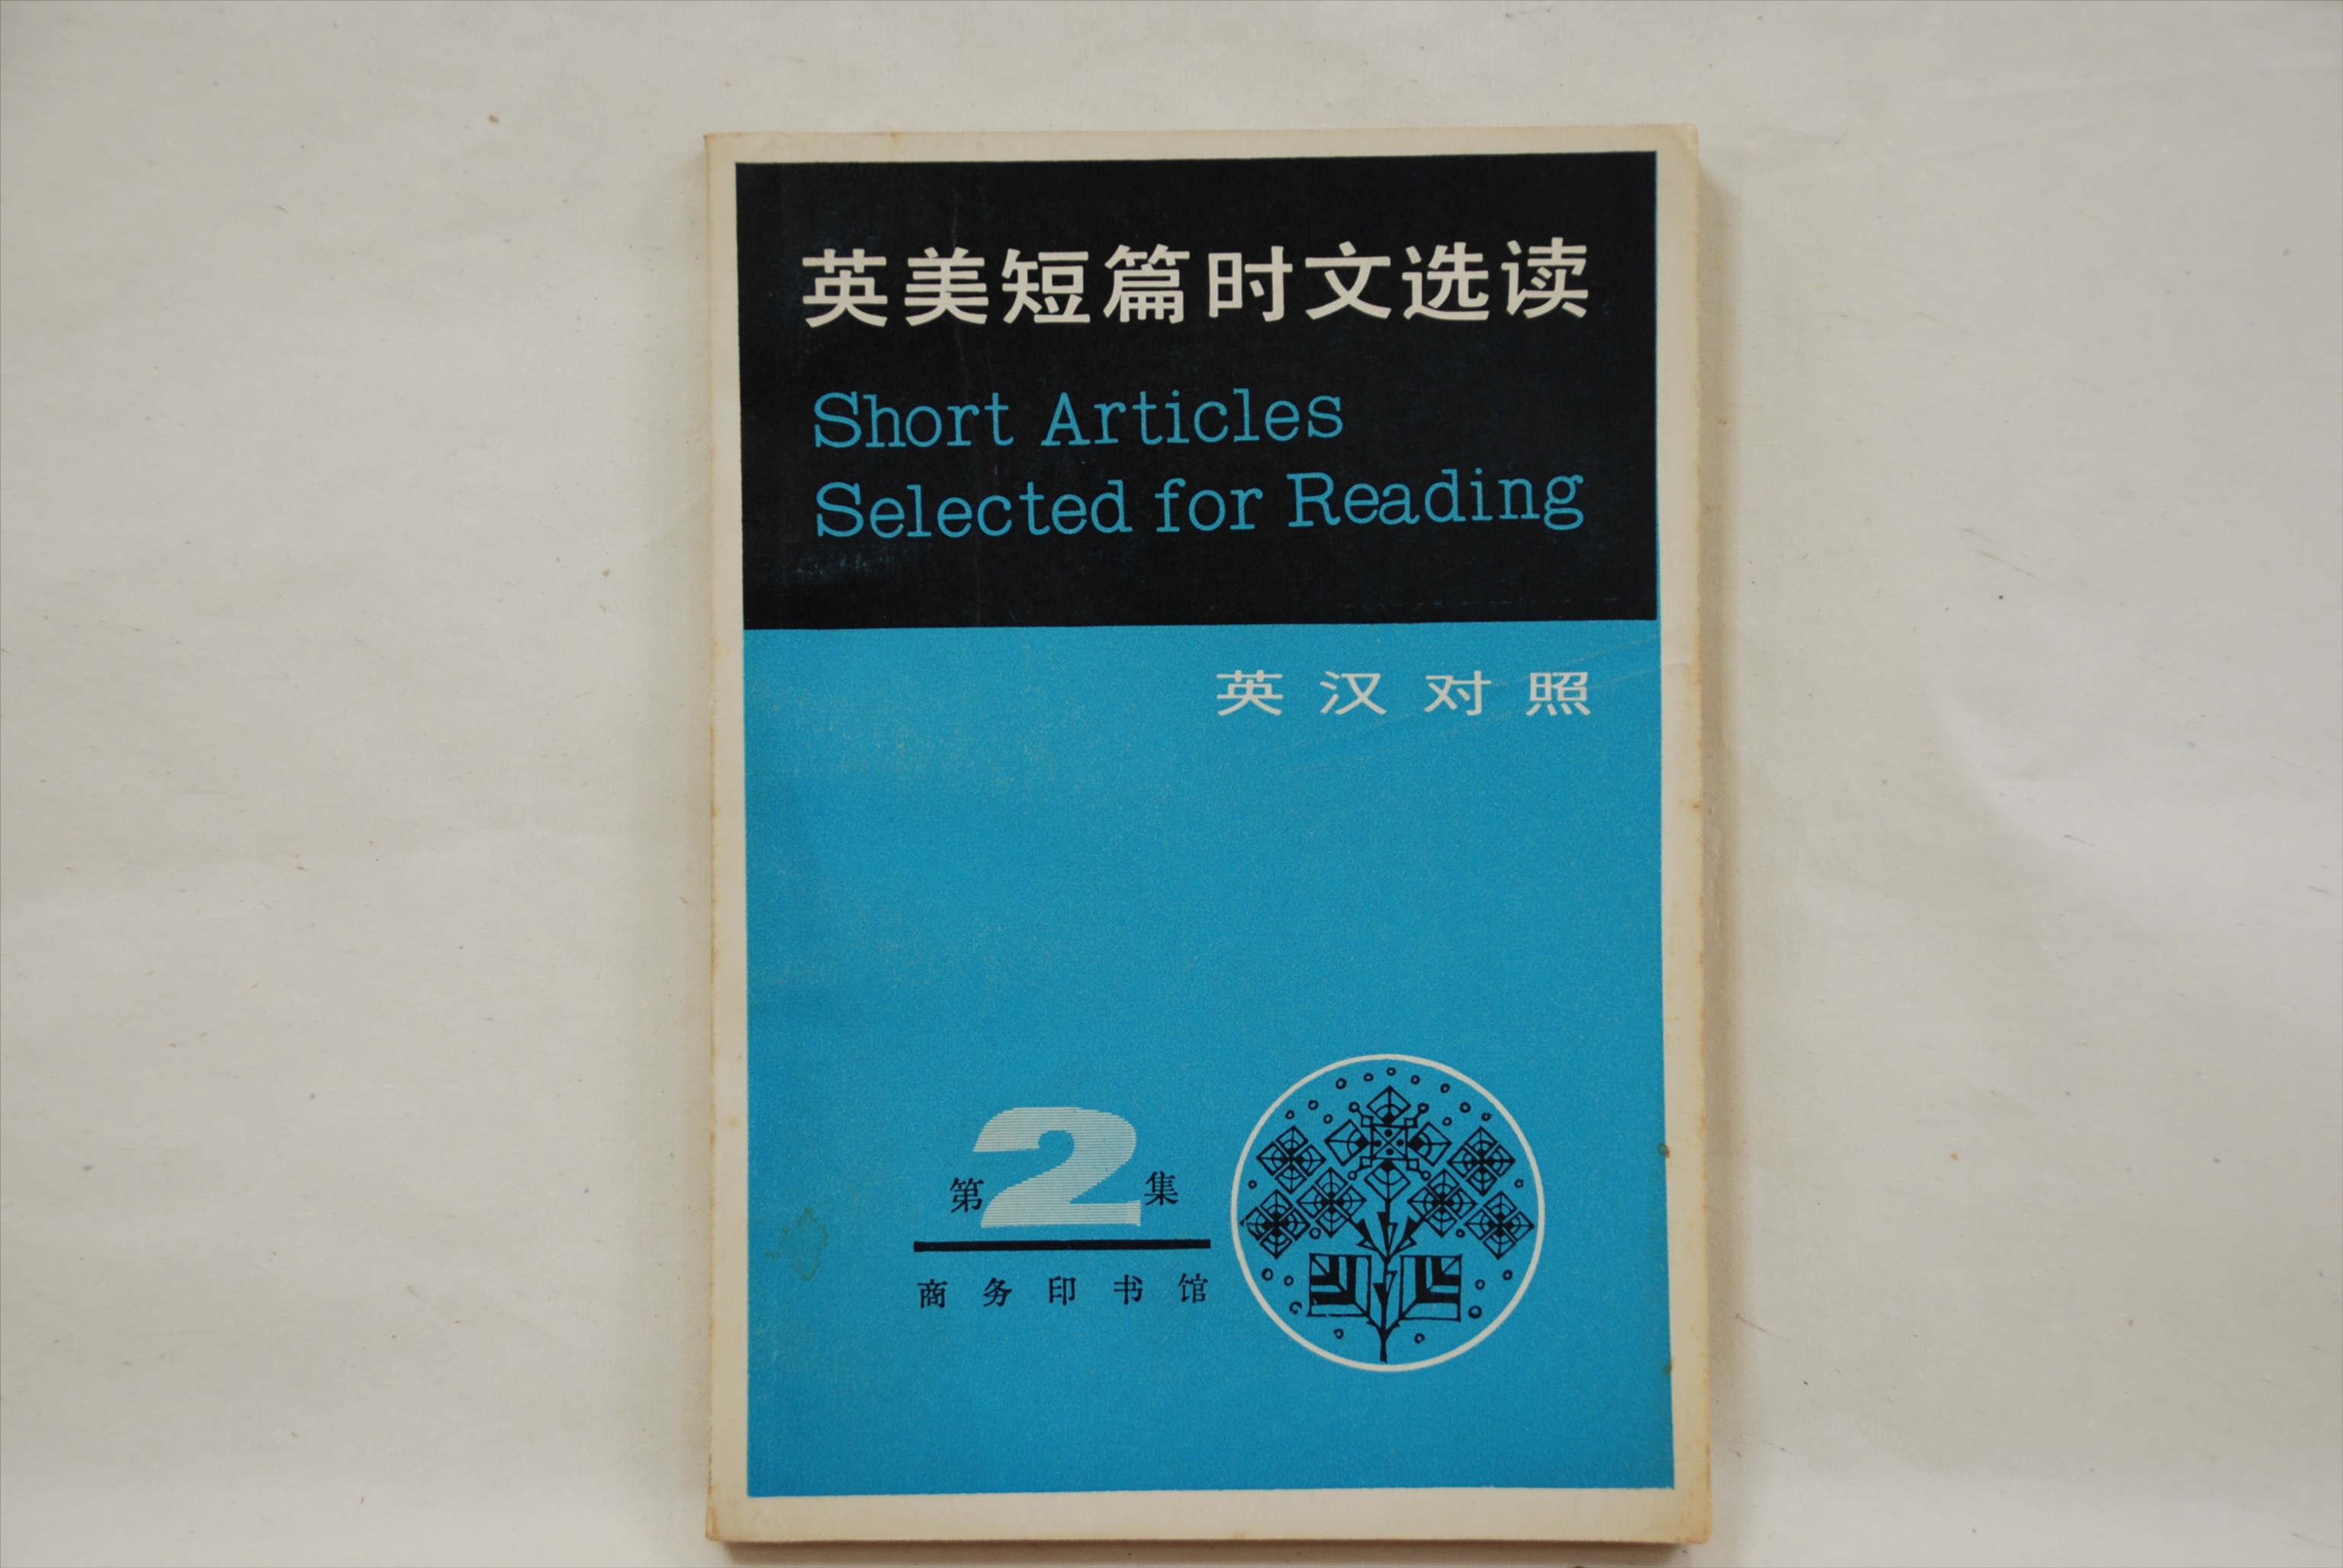 英美短篇时文选读
Short Articles
Selected for Reading
英汉对照
第2集
商务印书馆